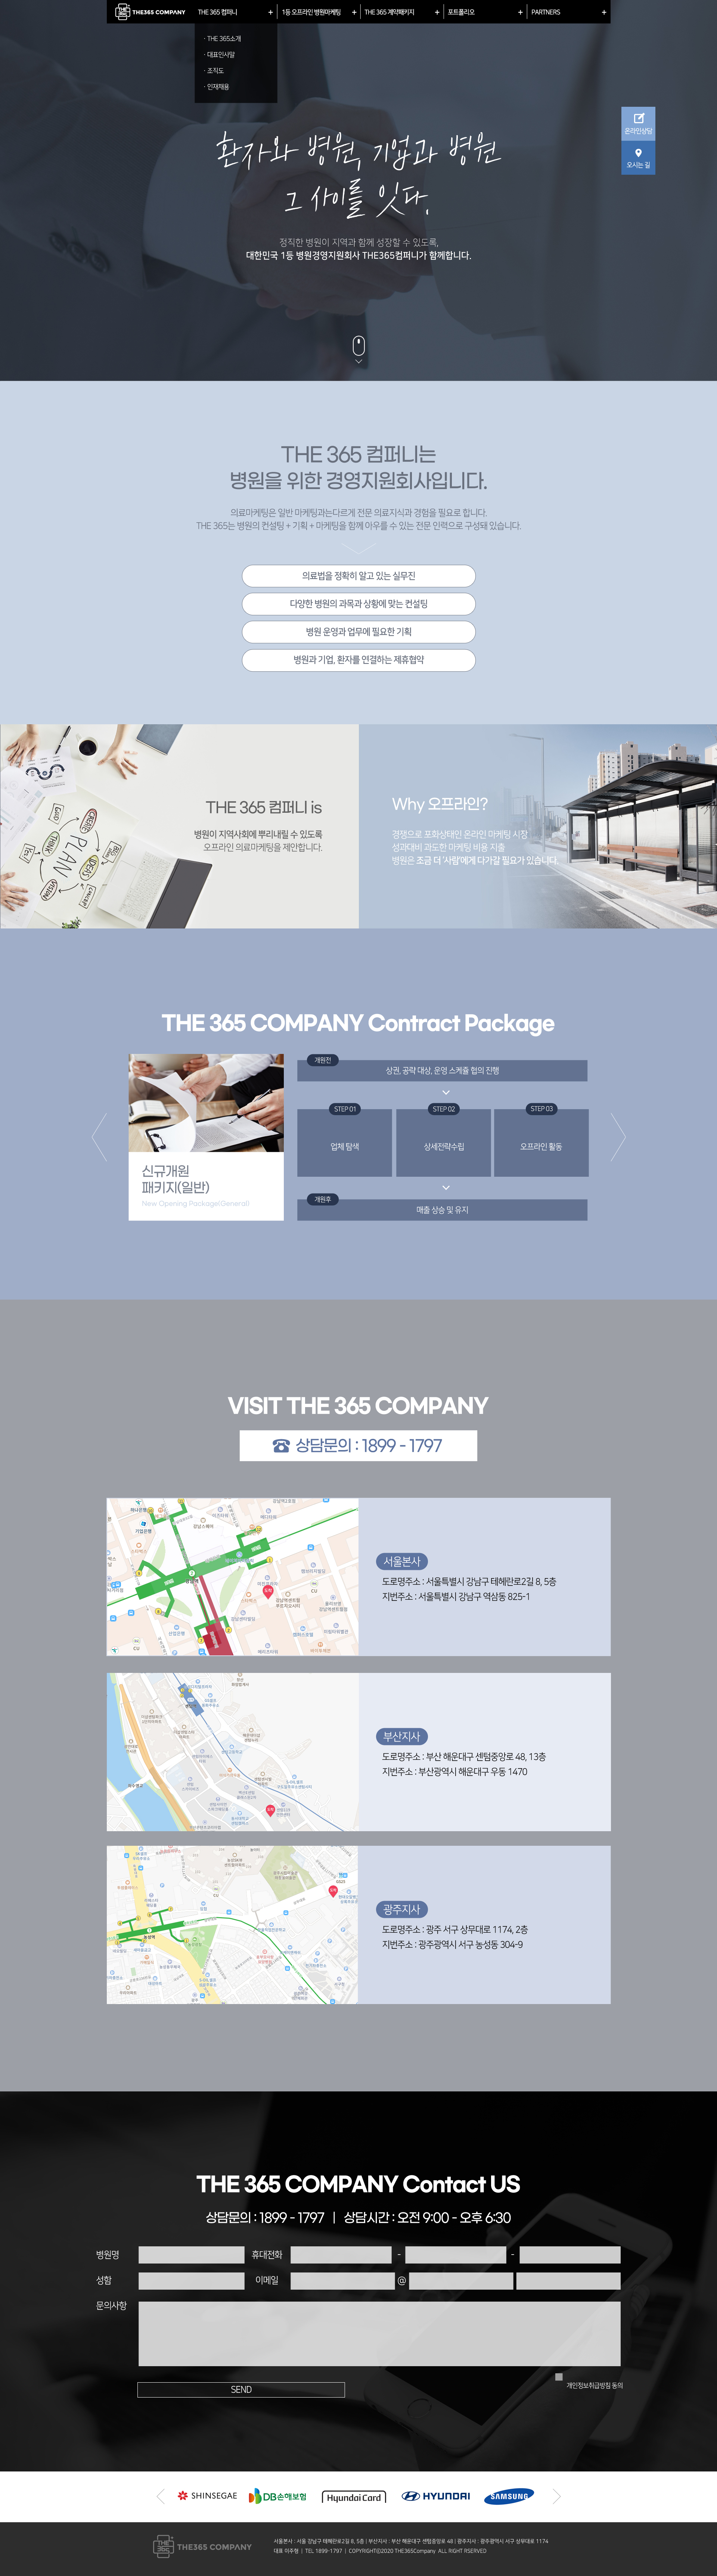 THE365 COMPANY
THE 365 컴퍼니 +
1등 오프라인 병원마케팅 +
THE 365 계약패키지 +
포트폴리오 +
PARTNERS +
· THE 365소개
· 대표인사말
· 조직도
· 인재채용
온라인상담
오시는 길
환자와 병원, 기업과 병원
그 사이를 잇다.
정직한 병원이 지역과 함께 성장할 수 있도록,
대한민국 1등 병원경영지원회사 THE365컴퍼니가 함께합니다.
THE 365 컴퍼니는
병원을 위한 경영지원회사입니다.
의료마케팅은 일반 마케팅과는다르게 전문 의료지식과 경험을 필요로 합니다.
THE 365는 병원의 컨설팅 + 기획 + 마케팅을 함께 아우를 수 있는 전문 인력으로 구성돼 있습니다.
의료법을 정확히 알고 있는 실무진
다양한 병원의 과목과 상황에 맞는 컨설팅
병원 운영과 업무에 필요한 기획
병원과 기업, 환자를 연결하는 제휴협약
PLAN
THE 365 컴퍼니 is
병원이 지역사회에 뿌리내릴 수 있도록
오프라인 의료마케팅을 제안합니다.
Why 오프라인?
경쟁으로 포화상태인 온라인 마케팅 시장
성과대비 과도한 마케팅 비용 지출
병원은 조금 더 '사람'에게 다가갈 필요가 있습니다.
THE 365 COMPANY Contract Package
신규개원
패키지(일반)
New Opening Package(General)
개원전
상권, 공략 대상, 운영 스케쥴 협의 진행
STEP 01
업체 탐색
STEP 02
상세전략수립
STEP 03
오프라인 활동
개원후
매출 상승 및 유지
VISIT THE 365 COMPANY
상담문의 : 1899 - 1797
서울본사
도로명주소 : 서울특별시 강남구 테헤란로2길 8, 5층
지번주소 : 서울특별시 강남구 역삼동 825-1
부산지사
도로명주소 : 부산 해운대구 센텀중앙로 48, 13층
지번주소 : 부산광역시 해운대구 우동 1470
광주지사
도로명주소 : 광주 서구 상무대로 1174, 2층
지번주소 : 광주광역시 서구 농성동 304-9
THE 365 COMPANY Contact US
상담문의 : 1899 - 1797 | 상담시간 : 오전 9:00 - 오후 6:30
병원명
휴대전화 - -
성함
이메일 @
문의사항
개인정보취급방침 동의
SEND
SHINSEGAE
DB손해보험
HyundaiCard
HYUNDAI
SAMSUNG
THE365 COMPANY
서울본사 : 서울 강남구 테헤란로2길 8, 5층 | 부산지사 : 부산 해운대구 센텀중앙로 48 | 광주지사 : 광주광역시 서구 상무대로 1174
대표 이주형 | TEL 1899-1797 | COPYRIGHTⓒ2020 THE365Company ALL RIGHT RSERVED